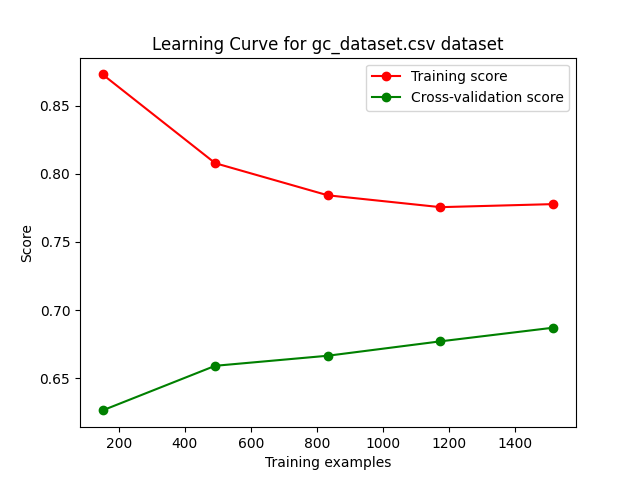 Learning Curve for gc_dataset.csv dataset
Training score
Cross-validation score
Score
0.85
0.80
0.75
0.70
0.65
200 400 600 800 1000 1200 1400
Training examples